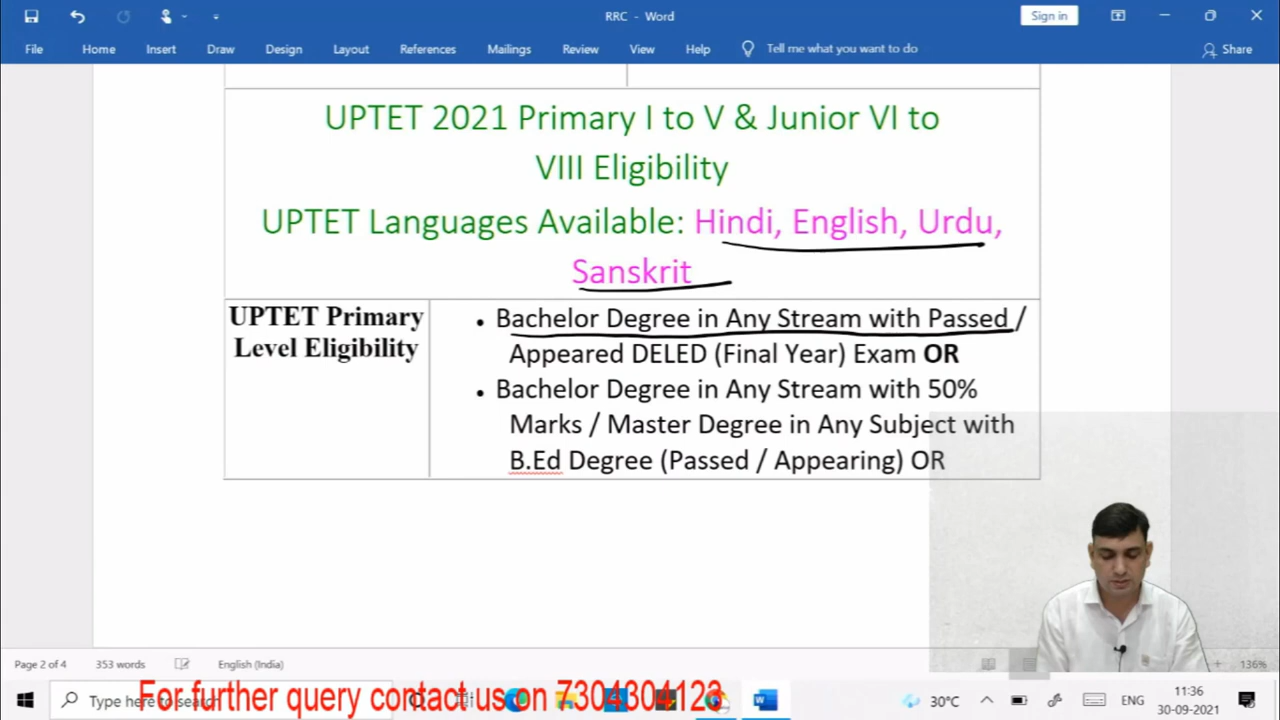 RRC - Word
Sign in
File Home Insert Draw Design Layout References Mailings Review View Help Tell me what you want to do Share
UPTET 2021 Primary I to V & Junior VI to
VIII Eligibility
UPTET Languages Available: Hindi, English, Urdu,
Sanskrit
UPTET Primary
Level Eligibility
• Bachelor Degree in Any Stream with Passed /
Appeared DELED (Final Year) Exam OR
• Bachelor Degree in Any Stream with 50%
Marks / Master Degree in Any Subject with
B.Ed Degree (Passed / Appearing) OR
Page 2 of 4 353 words English (India) 136%
Type here to search
For further query contact us on 7304304123
30°C ENG 11:36
30-09-2021